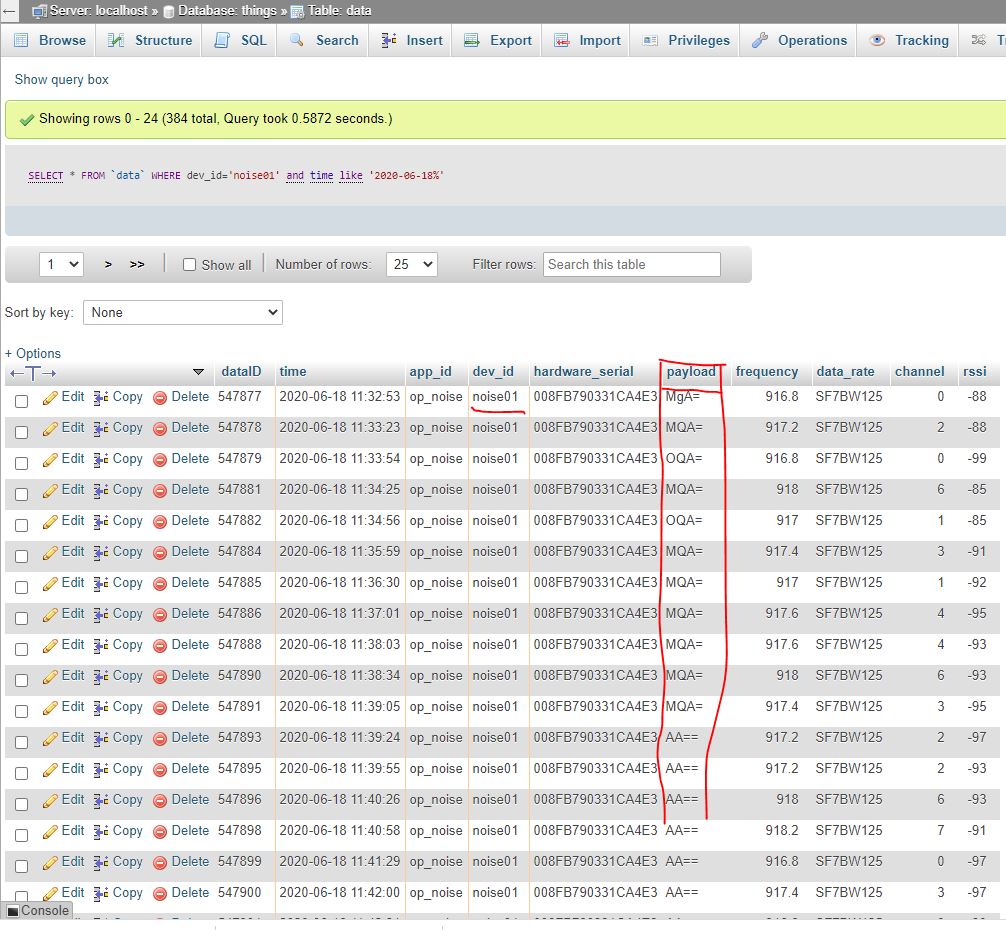 Server: localhost » Database: things » Table: data
Browse Structure SQL Search Insert Export Import Privileges Operations Tracking
Show query box
Showing rows 0 - 24 (384 total, Query took 0.5872 seconds.)
SELECT * FROM `data` WHERE dev_id='noise01' and time like '2020-06-18%'
1 > >> Show all Number of rows: 25 Filter rows: Search this table
Sort by key: None
+ Options
←T→ dataID time app_id dev_id hardware_serial payload frequency data_rate channel rssi
Edit Copy Delete 547877 2020-06-18 11:32:53 op_noise noise01 008FB790331CA4E3 MgA= 916.8 SF7BW125 0 -88
Edit Copy Delete 547878 2020-06-18 11:33:23 op_noise noise01 008FB790331CA4E3 MQA= 917.2 SF7BW125 2 -88
Edit Copy Delete 547879 2020-06-18 11:33:54 op_noise noise01 008FB790331CA4E3 OQA= 916.8 SF7BW125 0 -99
Edit Copy Delete 547881 2020-06-18 11:34:25 op_noise noise01 008FB790331CA4E3 MQA= 918 SF7BW125 6 -85
Edit Copy Delete 547882 2020-06-18 11:34:56 op_noise noise01 008FB790331CA4E3 OQA= 917 SF7BW125 1 -85
Edit Copy Delete 547884 2020-06-18 11:35:59 op_noise noise01 008FB790331CA4E3 MQA= 917.4 SF7BW125 3 -91
Edit Copy Delete 547885 2020-06-18 11:36:30 op_noise noise01 008FB790331CA4E3 MQA= 917 SF7BW125 1 -92
Edit Copy Delete 547886 2020-06-18 11:37:01 op_noise noise01 008FB790331CA4E3 MQA= 917.6 SF7BW125 4 -95
Edit Copy Delete 547888 2020-06-18 11:38:03 op_noise noise01 008FB790331CA4E3 MQA= 917.6 SF7BW125 4 -93
Edit Copy Delete 547890 2020-06-18 11:38:34 op_noise noise01 008FB790331CA4E3 MQA= 918 SF7BW125 6 -93
Edit Copy Delete 547891 2020-06-18 11:39:05 op_noise noise01 008FB790331CA4E3 MQA= 917.4 SF7BW125 3 -95
Edit Copy Delete 547893 2020-06-18 11:39:24 op_noise noise01 008FB790331CA4E3 AA== 917.2 SF7BW125 2 -97
Edit Copy Delete 547895 2020-06-18 11:39:55 op_noise noise01 008FB790331CA4E3 AA== 917.2 SF7BW125 2 -93
Edit Copy Delete 547896 2020-06-18 11:40:26 op_noise noise01 008FB790331CA4E3 AA== 918 SF7BW125 6 -93
Edit Copy Delete 547898 2020-06-18 11:40:58 op_noise noise01 008FB790331CA4E3 AA== 918.2 SF7BW125 7 -91
Edit Copy Delete 547899 2020-06-18 11:41:29 op_noise noise01 008FB790331CA4E3 AA== 916.8 SF7BW125 0 -97
Edit Copy Delete 547900 2020-06-18 11:42:00 op_noise noise01 008FB790331CA4E3 AA== 917.4 SF7BW125 3 -97
Console